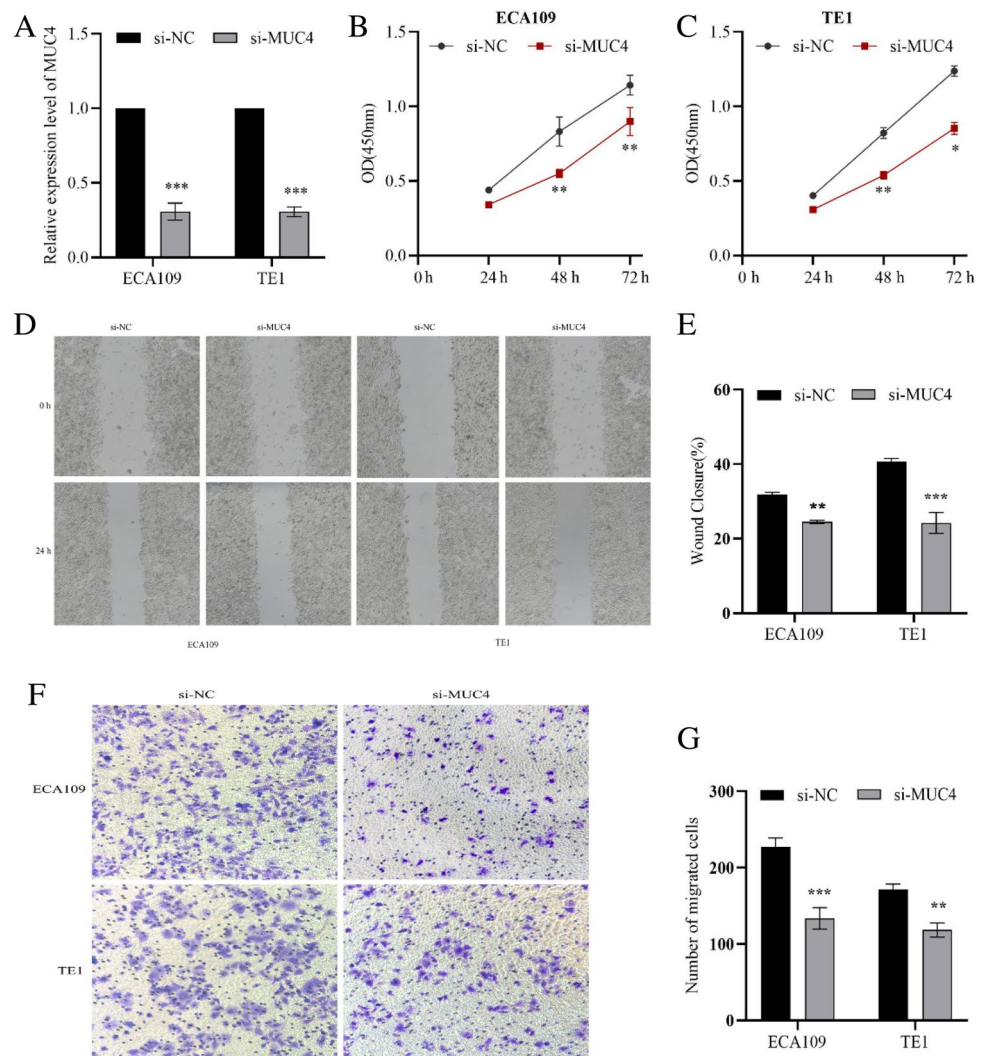 A
Relative expression level of MUC4
si-NC si-MUC4
1.5
1.0
0.5
0.0
*** ***
ECA109 TE1
B
ECA109
si-NC si-MUC4
OD(450nm)
1.5
1.0
0.5
0.0
** **
0 h 24 h 48 h 72 h
C
TE1
si-NC si-MUC4
OD(450nm)
1.5
1.0
0.5
0.0
** *
0 h 24 h 48 h 72 h
D
si-NC si-MUC4 si-NC si-MUC4
0 h
24 h
ECA109 TE1
E
si-NC si-MUC4
Wound Closure(%)
60
40
20
0
** ***
ECA109 TE1
F
si-NC si-MUC4
ECA109
TE1
G
si-NC si-MUC4
Number of migrated cells
300
200
100
0
*** **
ECA109 TE1